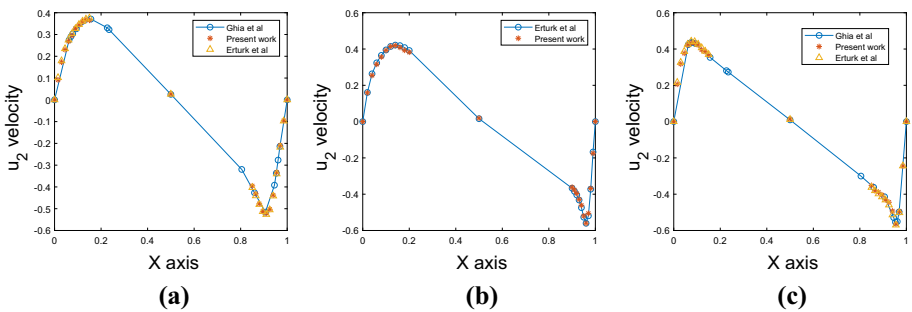 0.4
0.3
0.2
0.1
0
-0.1
-0.2
-0.3
-0.4
-0.5
-0.6
0 0.2 0.4 0.6 0.8 1
u2 velocity
X axis
Ghia et al
Present work
Erturk et al
(a)
0.6
0.4
0.2
0
-0.2
-0.4
-0.6
0 0.2 0.4 0.6 0.8 1
u2 velocity
X axis
Erturk et al
Present work
(b)
0.6
0.4
0.2
0
-0.2
-0.4
-0.6
0 0.2 0.4 0.6 0.8 1
u2 velocity
X axis
Ghia et al
Present work
Erturk et al
(c)